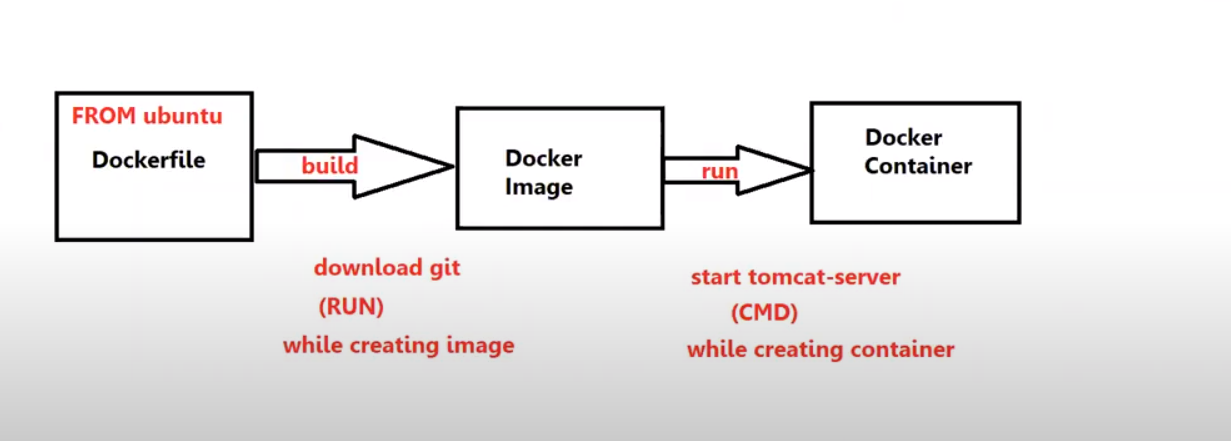 FROM ubuntu
Dockerfile
build
Docker
Image
run
Docker
Container
download git
(RUN)
while creating image
start tomcat-server
(CMD)
while creating container